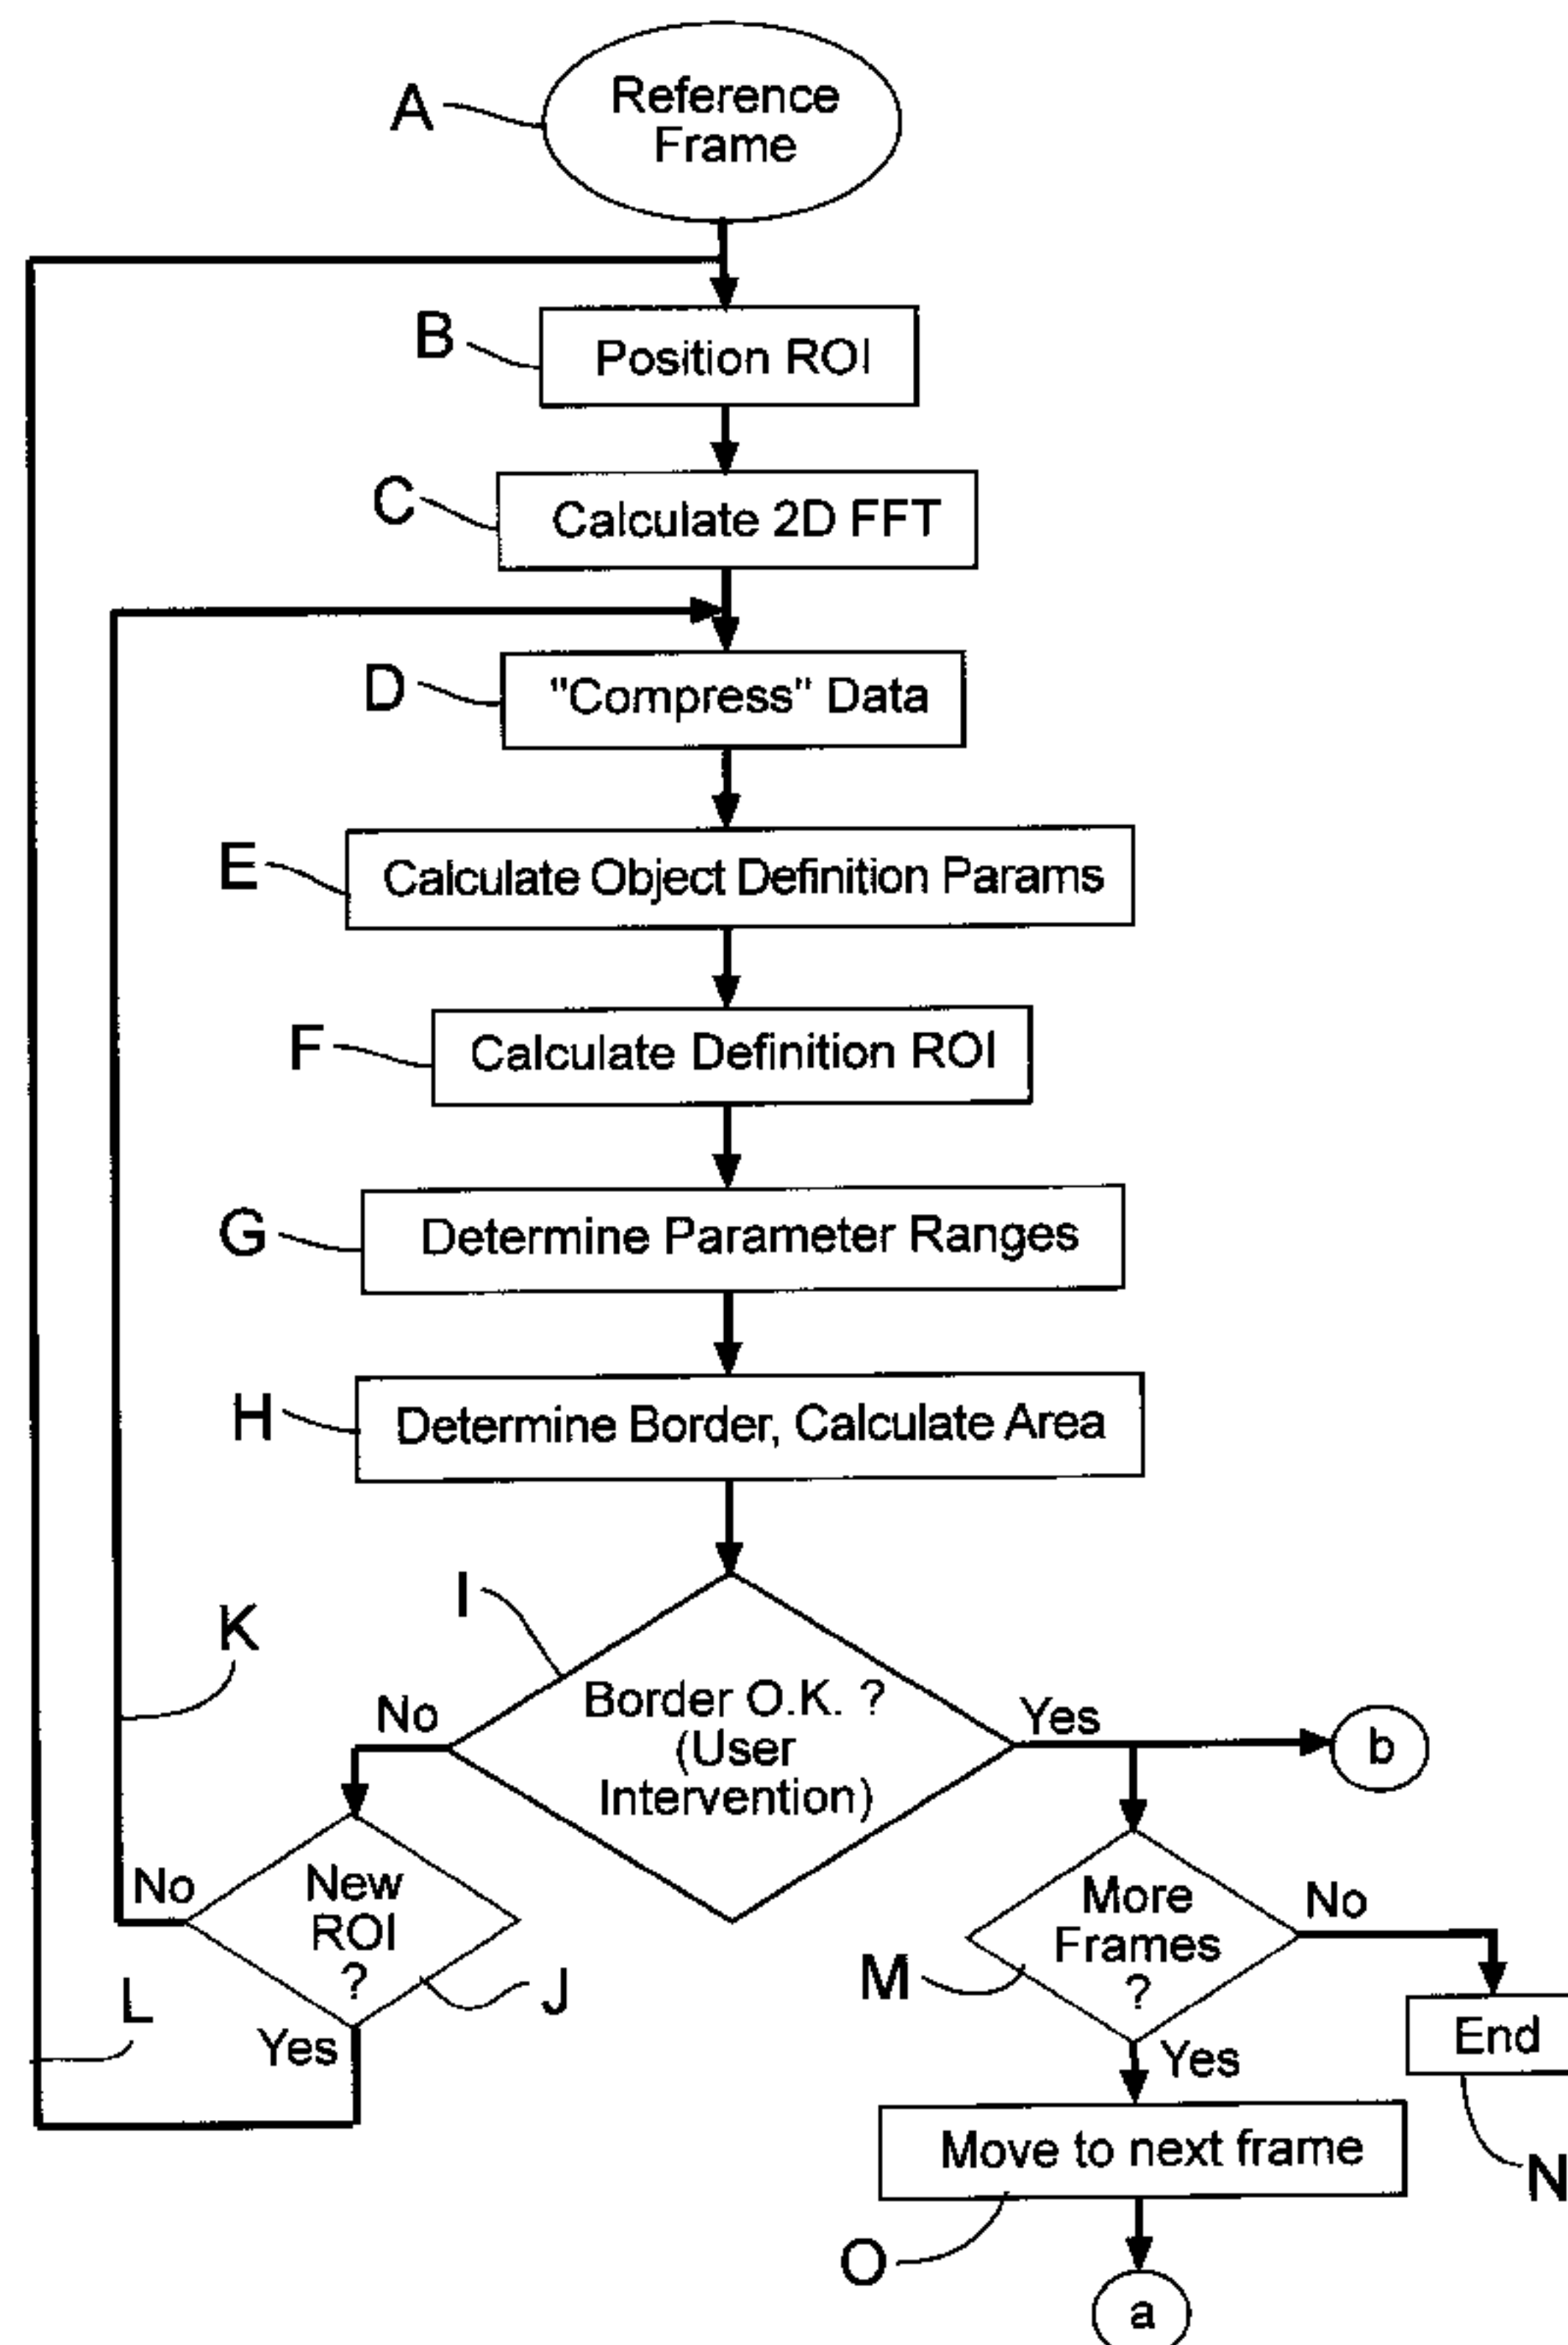 A
Reference
Frame
B
Position ROI
C
Calculate 2D FFT
D
"Compress" Data
E
Calculate Object Definition Params
F
Calculate Definition ROI
G
Determine Parameter Ranges
H
Determine Border, Calculate Area
I
K
Border O.K. ?
(User
Intervention)
No
Yes
b
No
New
ROI
?
J
More
Frames
?
No
M
L
Yes
Yes
End
N
Move to next frame
O
a